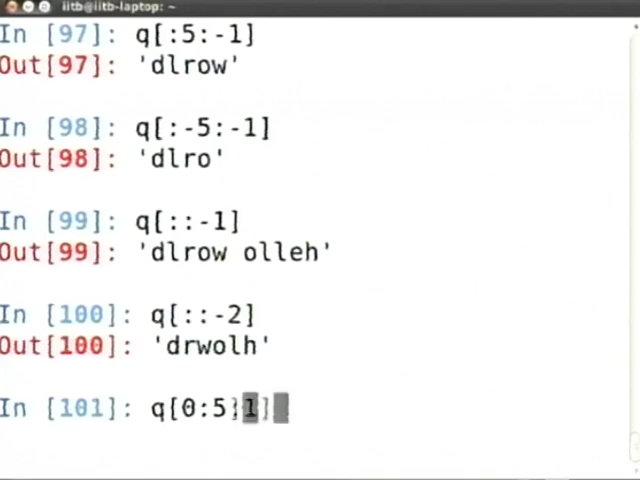 iitb@iitb-laptop: ~
In [97]: q[:5:-1]
Out[97]: 'dlrow'
In [98]: q[:-5:-1]
Out[98]: 'dlro'
In [99]: q[::-1]
Out[99]: 'dlrow olleh'
In [100]: q[::-2]
Out[100]: 'drwolh'
In [101]: q[0:5